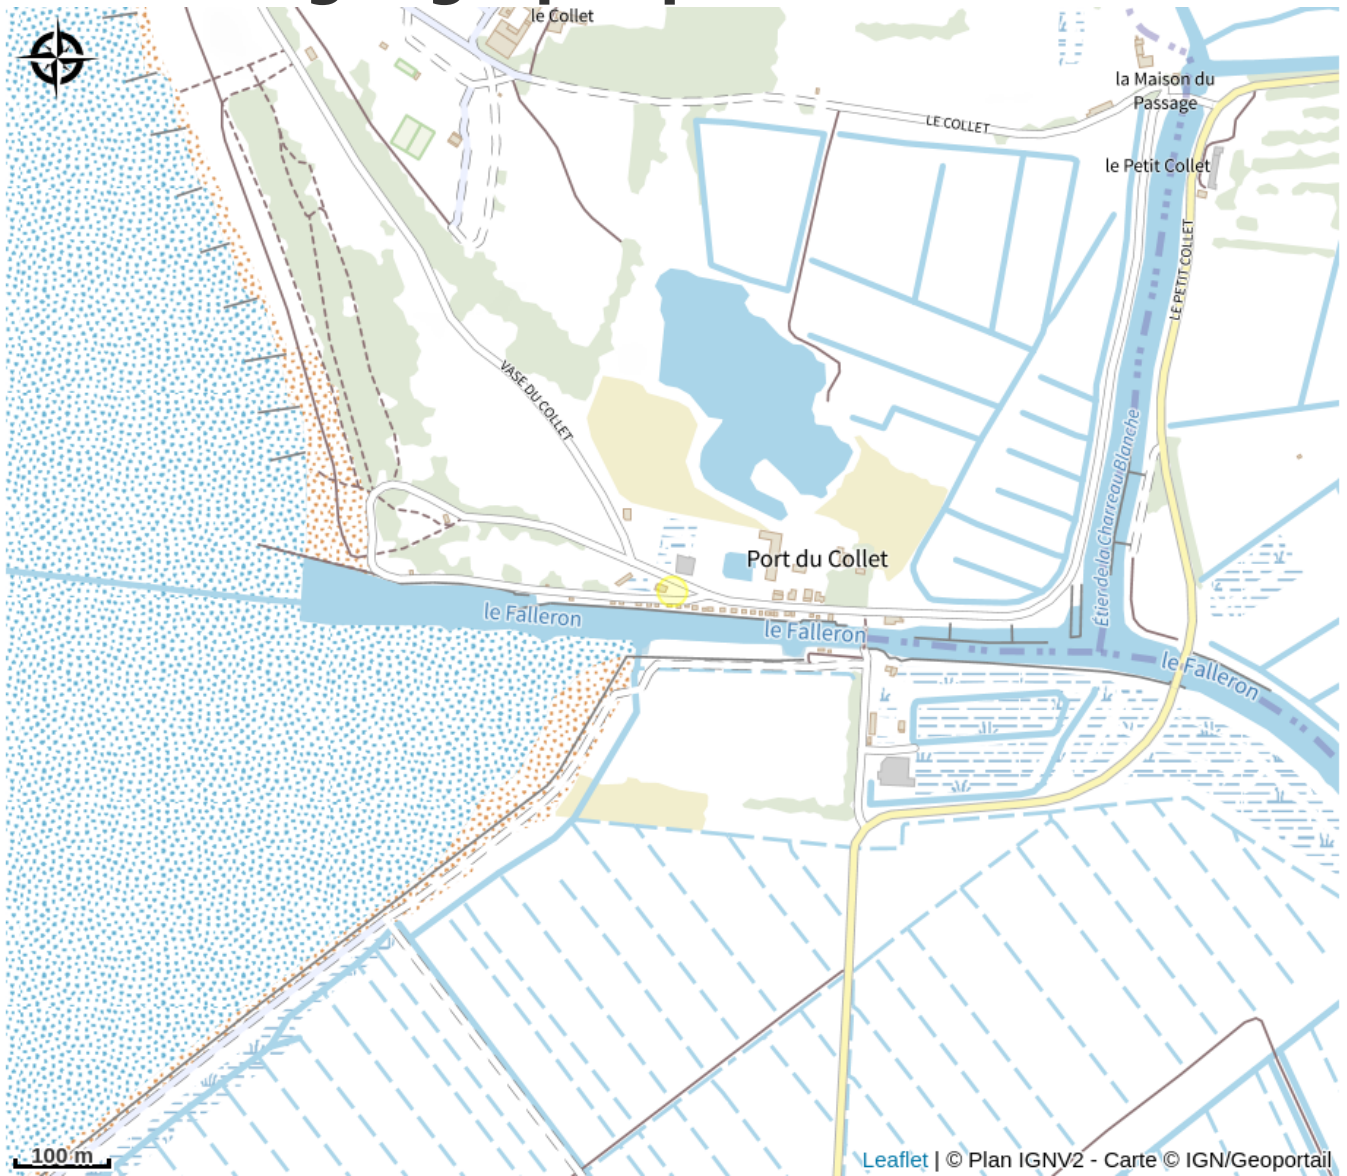 le Collet
la Maison du
Passage
LE COLLET
le Petit Collet
LE PETIT COLLET
VASE DU COLLET
Étier de la Charreau Blanche
Port du Collet
le Falleron
le Falleron
le Falleron
100 m
Leaflet | © Plan IGNV2 - Carte © IGN/Geoportail